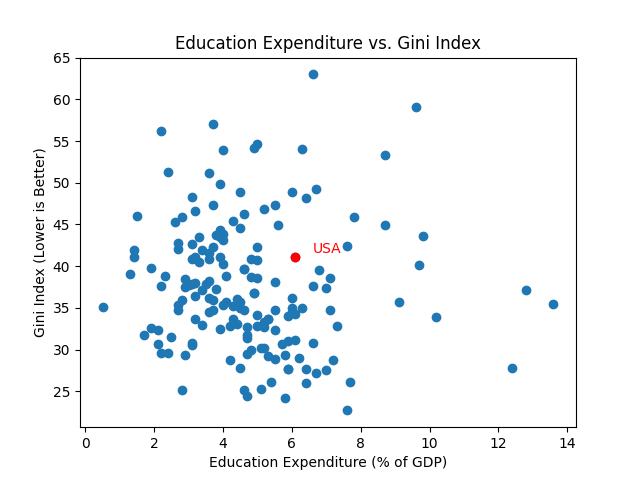 Education Expenditure vs. Gini Index
65
60
55
50
45
40
35
30
25
Gini Index (Lower is Better)
USA
0 2 4 6 8 10 12 14
Education Expenditure (% of GDP)